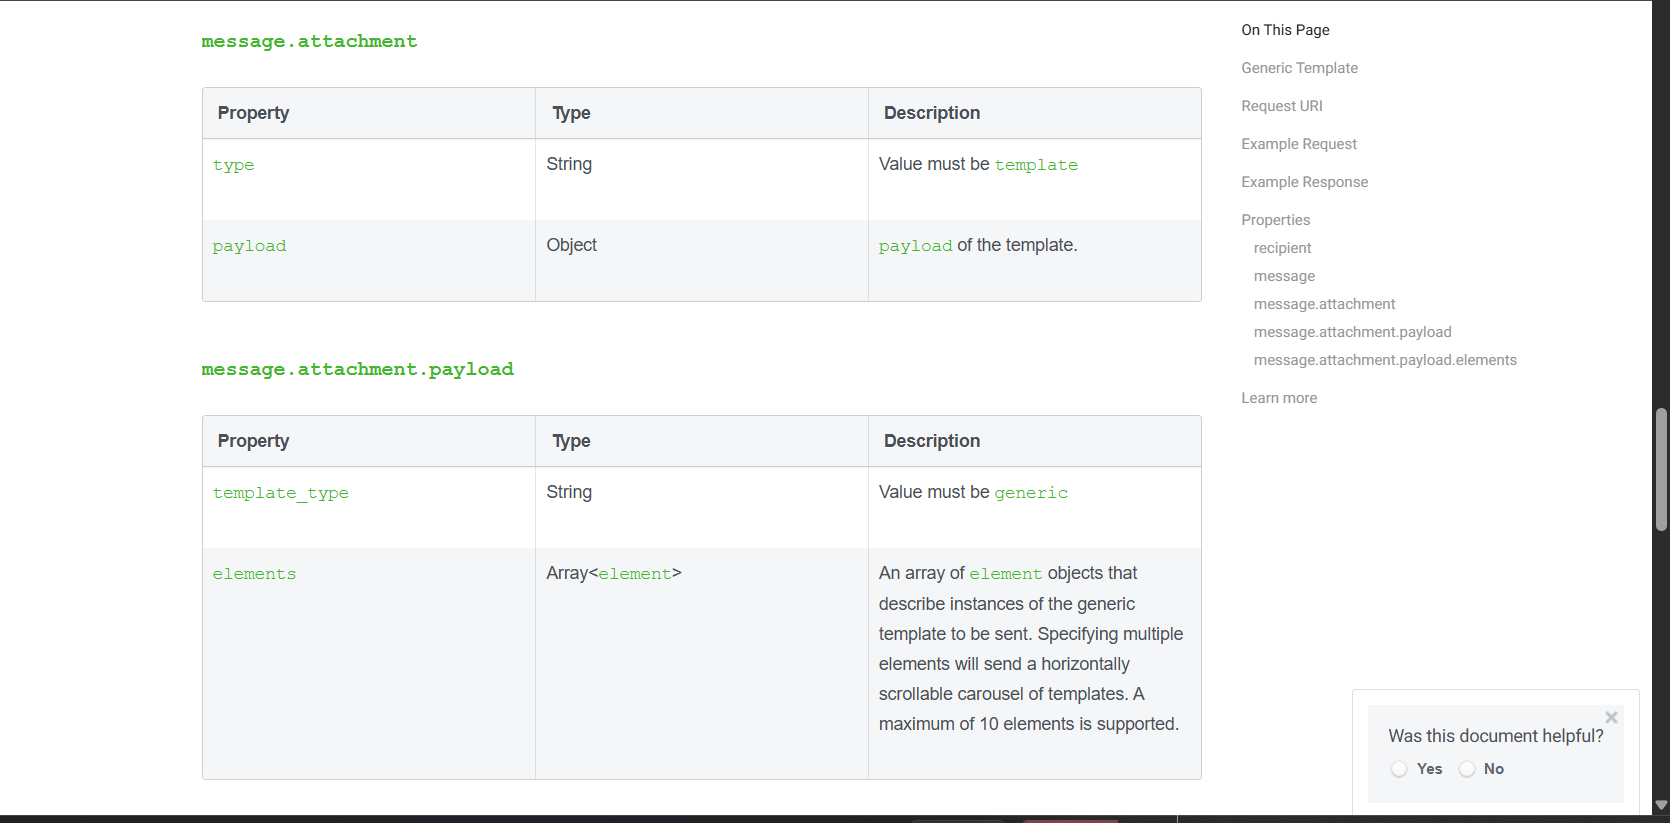 message.attachment
Property Type Description
type String Value must be template
payload Object payload of the template.
message.attachment.payload
Property Type Description
template_type String Value must be generic
elements Array<element> An array of element objects that
describe instances of the generic
template to be sent. Specifying multiple
elements will send a horizontally
scrollable carousel of templates. A
maximum of 10 elements is supported.
On This Page
Generic Template
Request URI
Example Request
Example Response
Properties
recipient
message
message.attachment
message.attachment.payload
message.attachment.payload.elements
Learn more
Was this document helpful?
Yes No